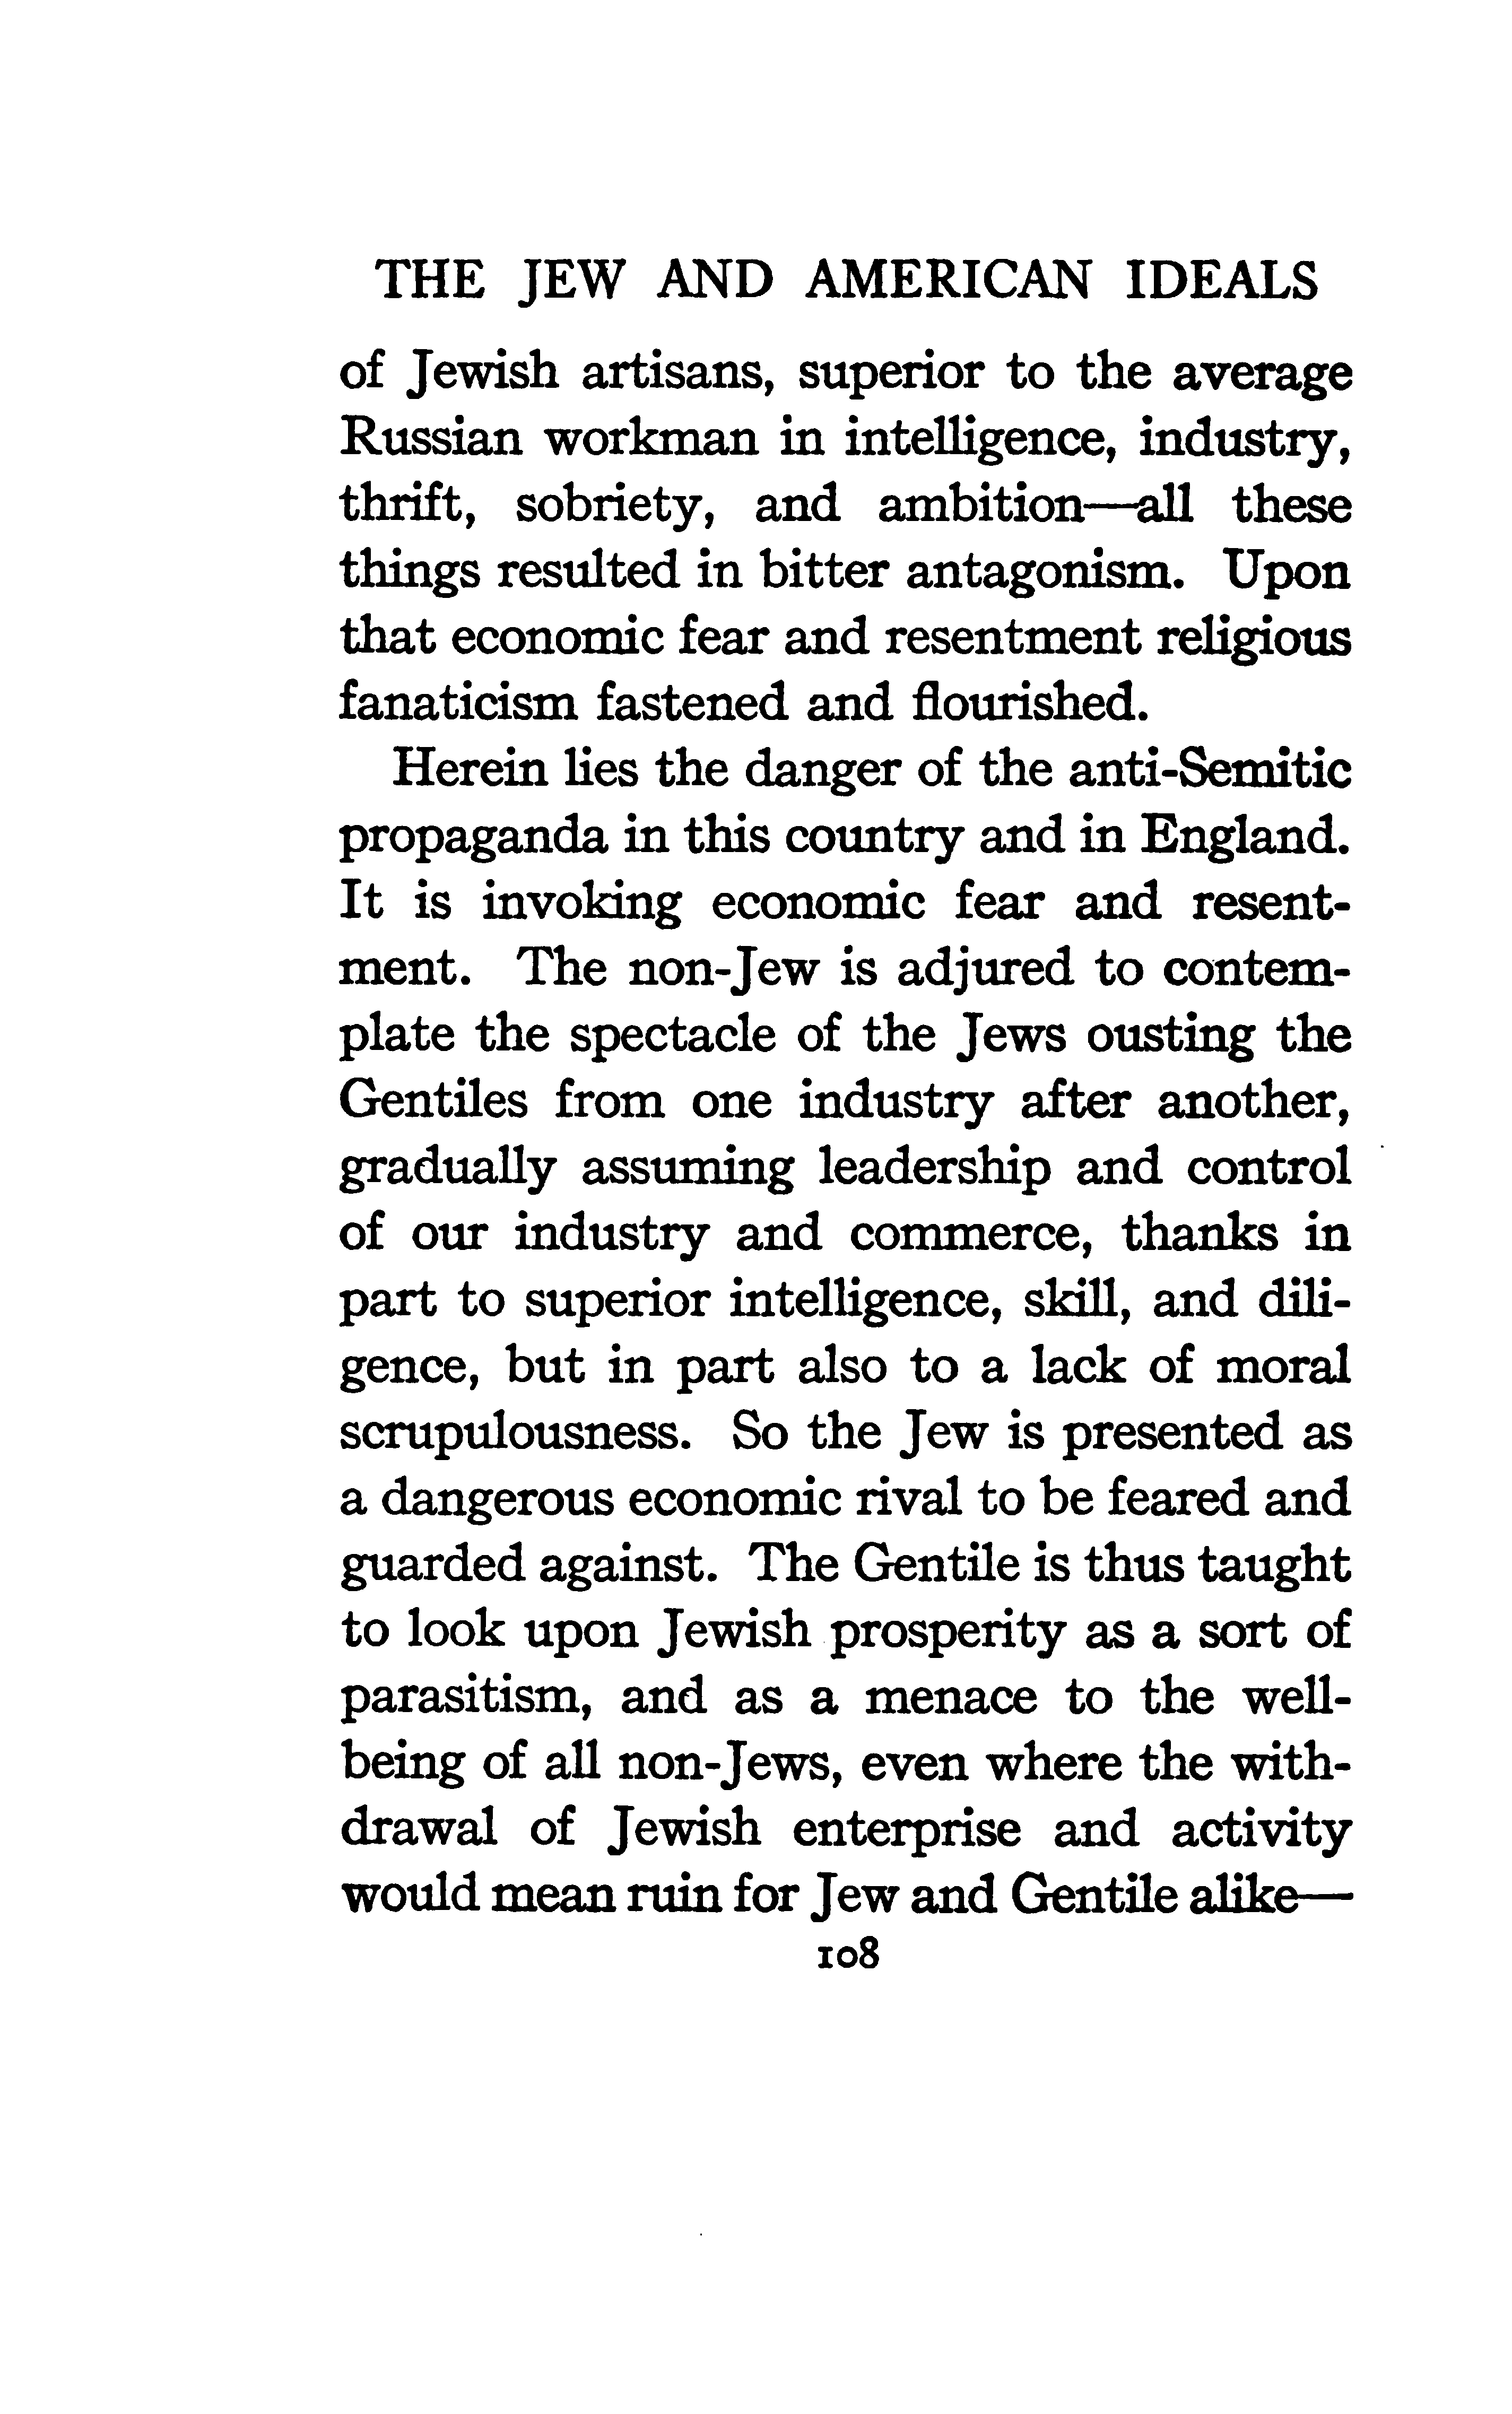 THE JEW AND AMERICAN IDEALS
of Jewish artisans, superior to the average
Russian workman in intelligence, industry,
thrift, sobriety, and ambition—all these
things resulted in bitter antagonism. Upon
that economic fear and resentment religious
fanaticism fastened and flourished.
Herein lies the danger of the anti-Semitic
propaganda in this country and in England.
It is invoking economic fear and resent-
ment. The non-Jew is adjured to contem-
plate the spectacle of the Jews ousting the
Gentiles from one industry after another,
gradually assuming leadership and control
of our industry and commerce, thanks in
part to superior intelligence, skill, and dili-
gence, but in part also to a lack of moral
scrupulousness. So the Jew is presented as
a dangerous economic rival to be feared and
guarded against. The Gentile is thus taught
to look upon Jewish prosperity as a sort of
parasitism, and as a menace to the well-
being of all non-Jews, even where the with-
drawal of Jewish enterprise and activity
would mean ruin for Jew and Gentile alike—
108